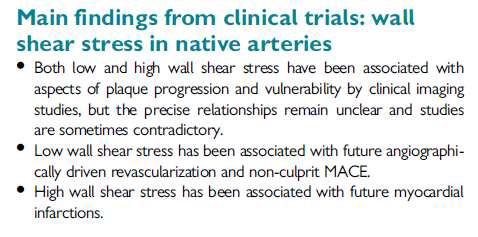 Main findings from clinical trials: wall
shear stress in native arteries
• Both low and high wall shear stress have been associated with
aspects of plaque progression and vulnerability by clinical imaging
studies, but the precise relationships remain unclear and studies
are sometimes contradictory.
• Low wall shear stress has been associated with future angiographi-
cally driven revascularization and non-culprit MACE.
• High wall shear stress has been associated with future myocardial
infarctions.